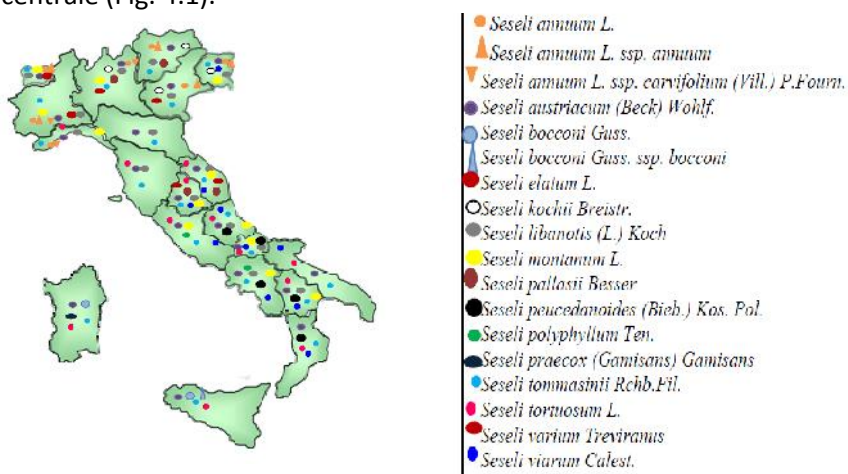 centrale (Fig. 4.1).
Seseli annuum L.
Seseli annuum L. ssp. annuum
Seseli annuum L. ssp. carvifolium (Vill.) P.Fourn.
Seseli austriacum (Beck) Wohlf.
Seseli bocconi Guss.
Seseli bocconi Guss. ssp. bocconi
Seseli elatum L.
Seseli kochii Breistr.
Seseli libanotis (L.) Koch
Seseli montanum L.
Seseli pallasii Besser
Seseli peucedanoides (Bieb.) Kos. Pol.
Seseli polyphyllum Ten.
Seseli praecox (Gamisans) Gamisans
Seseli tommasinii Rchb.Fil.
Seseli tortuosum L.
Seseli varium Treviranus
Seseli viarum Calest.